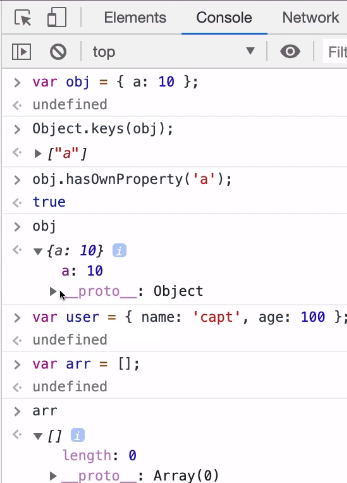 Elements Console Network
top ▼ Filt
> var obj = { a: 10 };
<· undefined
> Object.keys(obj);
<· ▶ ["a"]
> obj.hasOwnProperty('a');
<· true
> obj
<· ▼ {a: 10} i
a: 10
▶ __proto__: Object
> var user = { name: 'capt', age: 100 };
<· undefined
> var arr = [];
<· undefined
> arr
<· ▼ [] i
length: 0
▶ __proto__: Array(0)